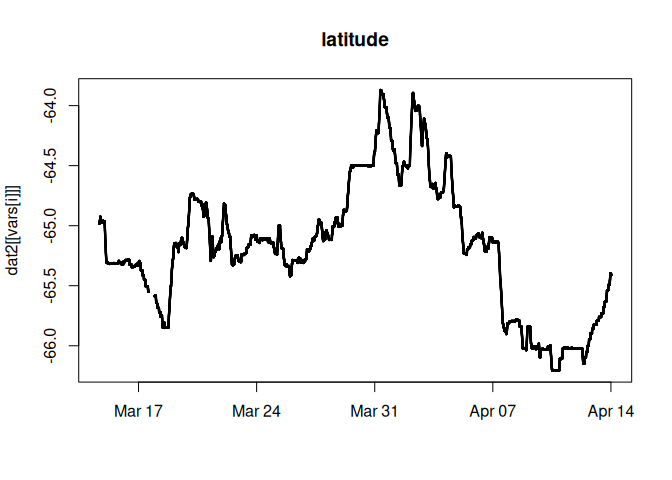 latitude
dat2[[vars[i]]]
-64.0
-64.5
-65.0
-65.5
-66.0
Mar 17
Mar 24
Mar 31
Apr 07
Apr 14